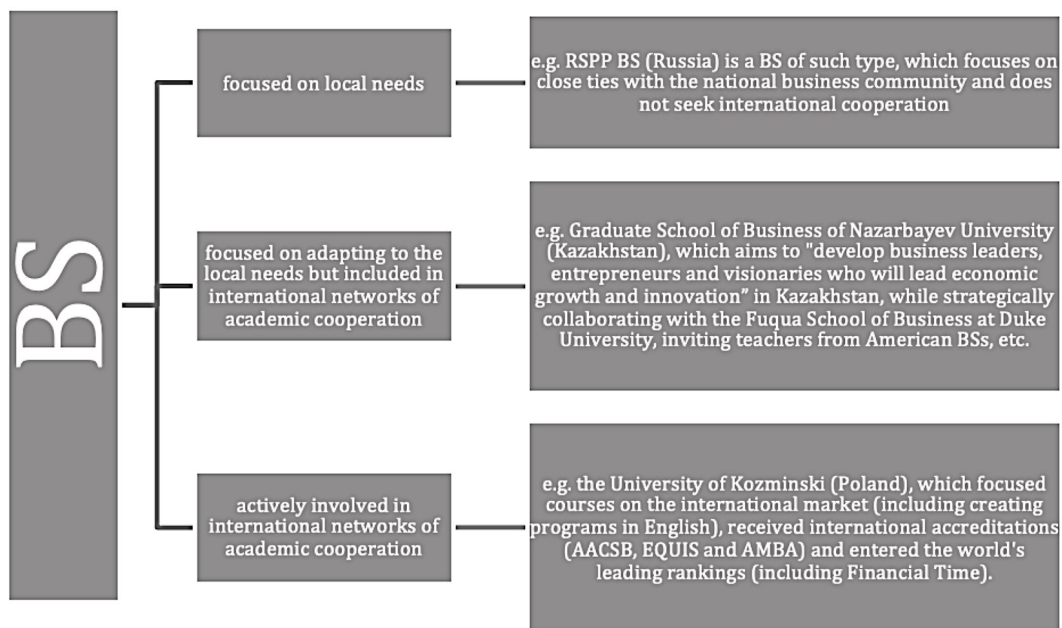 BS
focused on local needs
e.g. RSPP BS (Russia) is a BS of such type, which focuses on
close ties with the national business community and does
not seek international cooperation
focused on adapting to the
local needs but included in
international networks of
academic cooperation
e.g. Graduate School of Business of Nazarbayev University
(Kazakhstan), which aims to "develop business leaders,
entrepreneurs and visionaries who will lead economic
growth and innovation” in Kazakhstan, while strategically
collaborating with the Fuqua School of Business at Duke
University, inviting teachers from American BSs, etc.
actively involved in
international networks of
academic cooperation
e.g. the University of Kozminski (Poland), which focused
courses on the international market (including creating
programs in English), received international accreditations
(AACSB, EQUIS and AMBA) and entered the world's
leading rankings (including Financial Time).